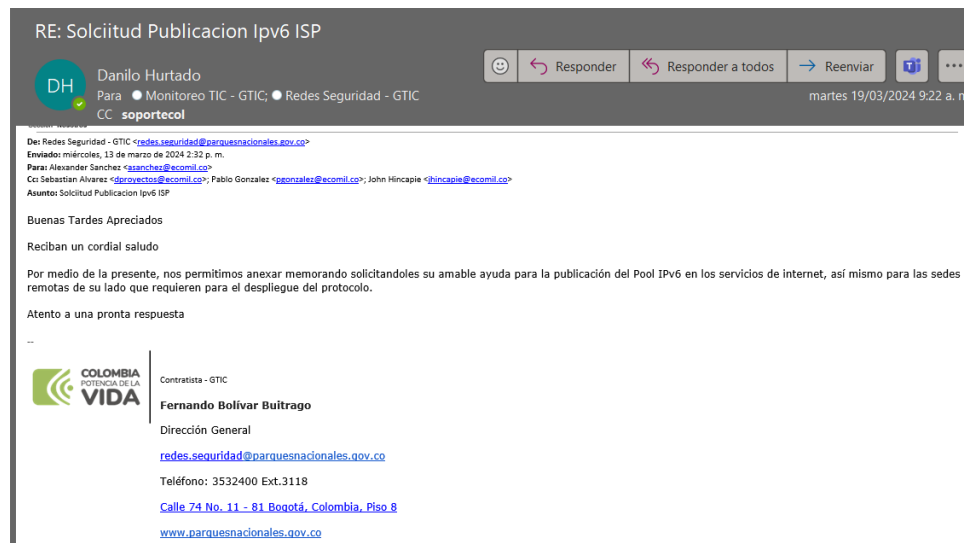 RE: Solciitud Publicacion Ipv6 ISP
DH
Danilo Hurtado
Para Monitoreo TIC - GTIC; Redes Seguridad - GTIC
CC soportecol
Responder
Responder a todos
Reenviar
martes 19/03/2024 9:22 a. m
De: Redes Seguridad - GTIC <redes.seguridad@parquesnacionales.gov.co>
Enviado: miércoles, 13 de marzo de 2024 2:32 p. m.
Para: Alexander Sanchez <asanchez@ecomil.co>
Cc: Sebastian Alvarez <dproyectos@ecomil.co>; Pablo Gonzalez <pgonzalez@ecomil.co>; John Hincapie <jhincapie@ecomil.co>
Asunto: Solciitud Publicacion Ipv6 ISP
Buenas Tardes Apreciados
Reciban un cordial saludo
Por medio de la presente, nos permitimos anexar memorando solicitandoles su amable ayuda para la publicación del Pool IPv6 en los servicios de internet, así mismo para las sedes
remotas de su lado que requieren para el despliegue del protocolo.
Atento a una pronta respuesta
--
COLOMBIA
POTENCIA DE LA
VIDA
Contratista - GTIC
Fernando Bolívar Buitrago
Dirección General
redes.seguridad@parquesnacionales.gov.co
Teléfono: 3532400 Ext.3118
Calle 74 No. 11 - 81 Bogotá, Colombia, Piso 8
www.parquesnacionales.gov.co